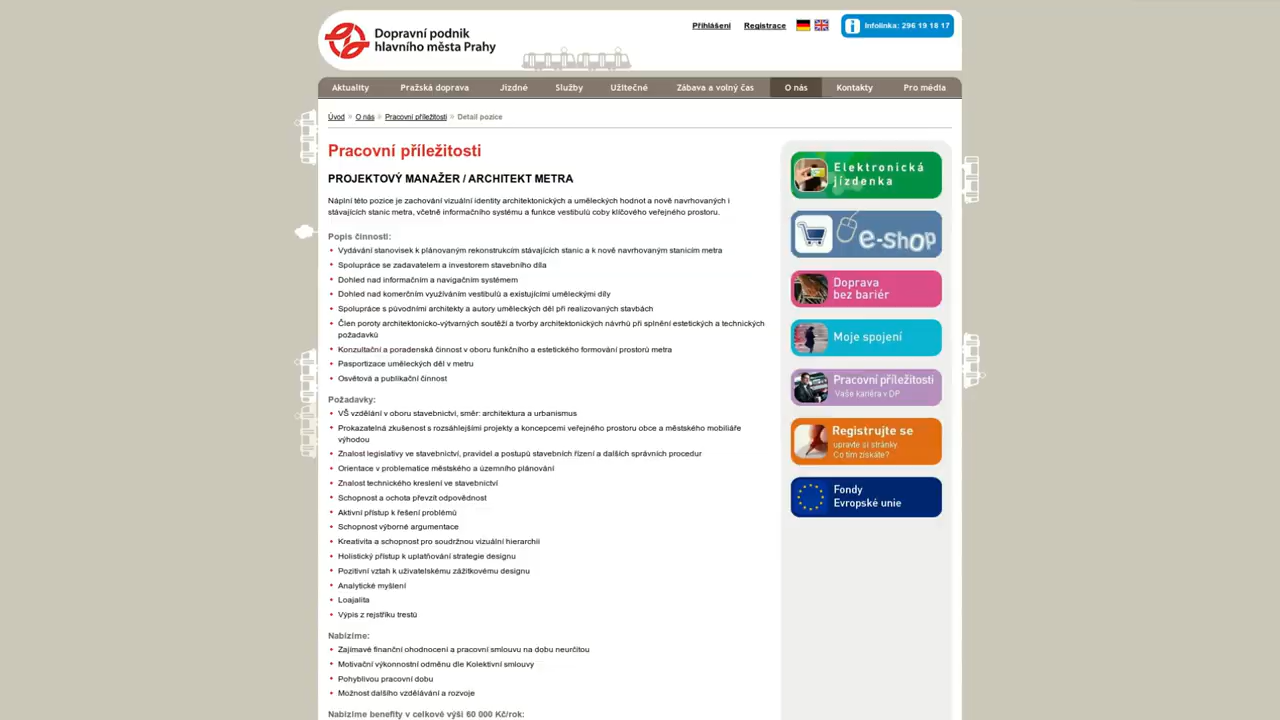 Dopravní podnik
hlavního města Prahy
Přihlášení Registrace
Infolinka: 296 19 18 17
Aktuality Pražská doprava Jízdné Služby Užitečné Zábava a volný čas O nás Kontakty Pro média
Úvod » O nás » Pracovní příležitosti » Detail pozice
Pracovní příležitosti
PROJEKTOVÝ MANAŽER / ARCHITEKT METRA
Náplní této pozice je zachování vizuální identity architektonických a uměleckých hodnot a nově navrhovaných i
stávajících stanic metra, včetně informačního systému a funkce vestibulů coby klíčového veřejného prostoru.
Popis činnosti:
Vydávání stanovisek k plánovaným rekonstrukcím stávajících stanic a k nově navrhovaným stanicím metra
Spolupráce se zadavatelem a investorem stavebního díla
Dohled nad informačním a navigačním systémem
Dohled nad komerčním využíváním vestibulů a existujícími uměleckými díly
Spolupráce s původními architekty a autory uměleckých děl při realizovaných stavbách
Člen poroty architektonicko-výtvarných soutěží a tvorby architektonických návrhů při splnění estetických a technických
požadavků
Konzultační a poradenská činnost v oboru funkčního a estetického formování prostorů metra
Pasportizace uměleckých děl v metru
Osvětová a publikační činnost
Požadavky:
VŠ vzdělání v oboru stavebnictví, směr: architektura a urbanismus
Prokazatelná zkušenost s rozsáhlejšími projekty a koncepcemi veřejného prostoru obce a městského mobiliáře
výhodou
Znalost legislativy ve stavebnictví, pravidel a postupů stavebních řízení a dalších správních procedur
Orientace v problematice městského a územního plánování
Znalost technického kreslení ve stavebnictví
Schopnost a ochota převzít odpovědnost
Aktivní přístup k řešení problémů
Schopnost výborné argumentace
Kreativita a schopnost pro soudržnou vizuální hierarchii
Holistický přístup k uplatňování strategie designu
Pozitivní vztah k uživatelskému zážitkovému designu
Analytické myšlení
Loajalita
Výpis z rejstříku trestů
Nabízíme:
Zajímavé finanční ohodnocení a pracovní smlouvu na dobu neurčitou
Motivační výkonnostní odměnu dle Kolektivní smlouvy
Pohyblivou pracovní dobu
Možnost dalšího vzdělávání a rozvoje
Nabízíme benefity v celkové výši 60 000 Kč/rok:
Elektronická
jízdenka
e-shop
Doprava
bez bariér
Moje spojení
Pracovní příležitosti
Vaše kariéra v DP
Registrujte se
upravte si stránky.
Co tím získáte?
Fondy
Evropské unie